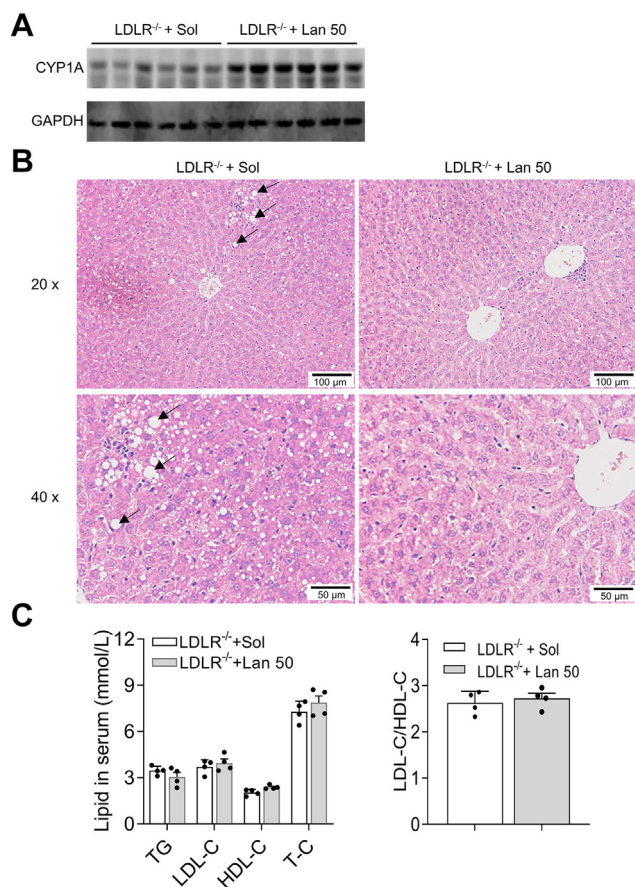 A
LDLR⁻/⁻ + Sol LDLR⁻/⁻ + Lan 50
CYP1A
GAPDH
B
LDLR⁻/⁻ + Sol LDLR⁻/⁻ + Lan 50
20 x
100 µm 100 µm
40 x
50 µm 50 µm
C
LDLR⁻/⁻+Sol
LDLR⁻/⁻+Lan 50
Lipid in serum (mmol/L)
12
9
6
3
0
TG LDL-C HDL-C T-C
LDLR⁻/⁻ + Sol
LDLR⁻/⁻+ Lan 50
LDL-C/HDL-C
4
3
2
1
0